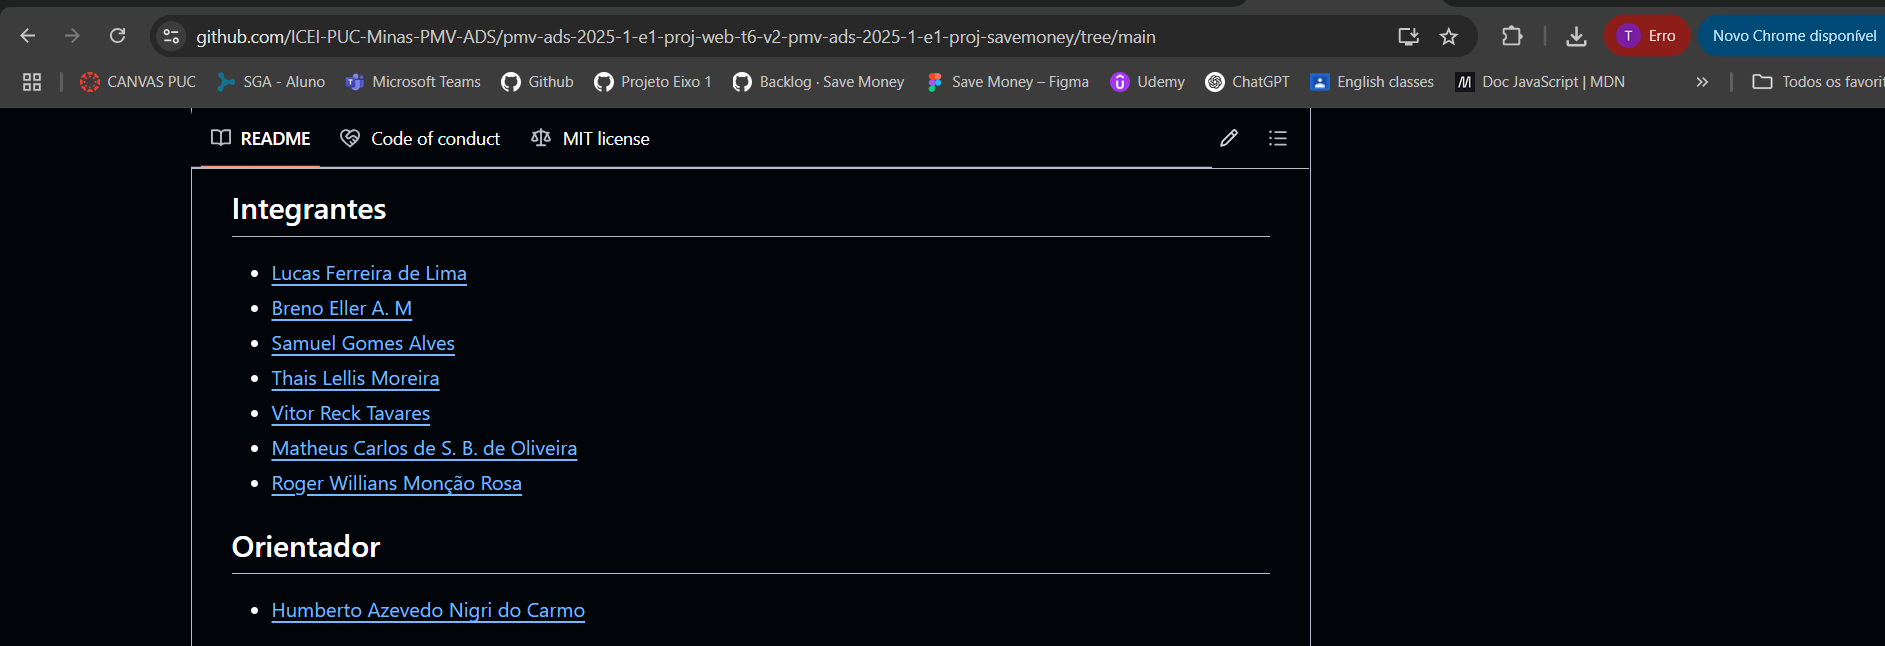 github.com/ICEI-PUC-Minas-PMV-ADS/pmv-ads-2025-1-e1-proj-web-t6-v2-pmv-ads-2025-1-e1-proj-savemoney/tree/main T Erro Novo Chrome disponível
CANVAS PUC SGA - Aluno Microsoft Teams Github Projeto Eixo 1 Backlog · Save Money Save Money – Figma Udemy ChatGPT English classes Doc JavaScript | MDN » Todos os favorit
README Code of conduct MIT license
Integrantes
• Lucas Ferreira de Lima
• Breno Eller A. M
• Samuel Gomes Alves
• Thais Lellis Moreira
• Vitor Reck Tavares
• Matheus Carlos de S. B. de Oliveira
• Roger Willians Monção Rosa
Orientador
• Humberto Azevedo Nigri do Carmo